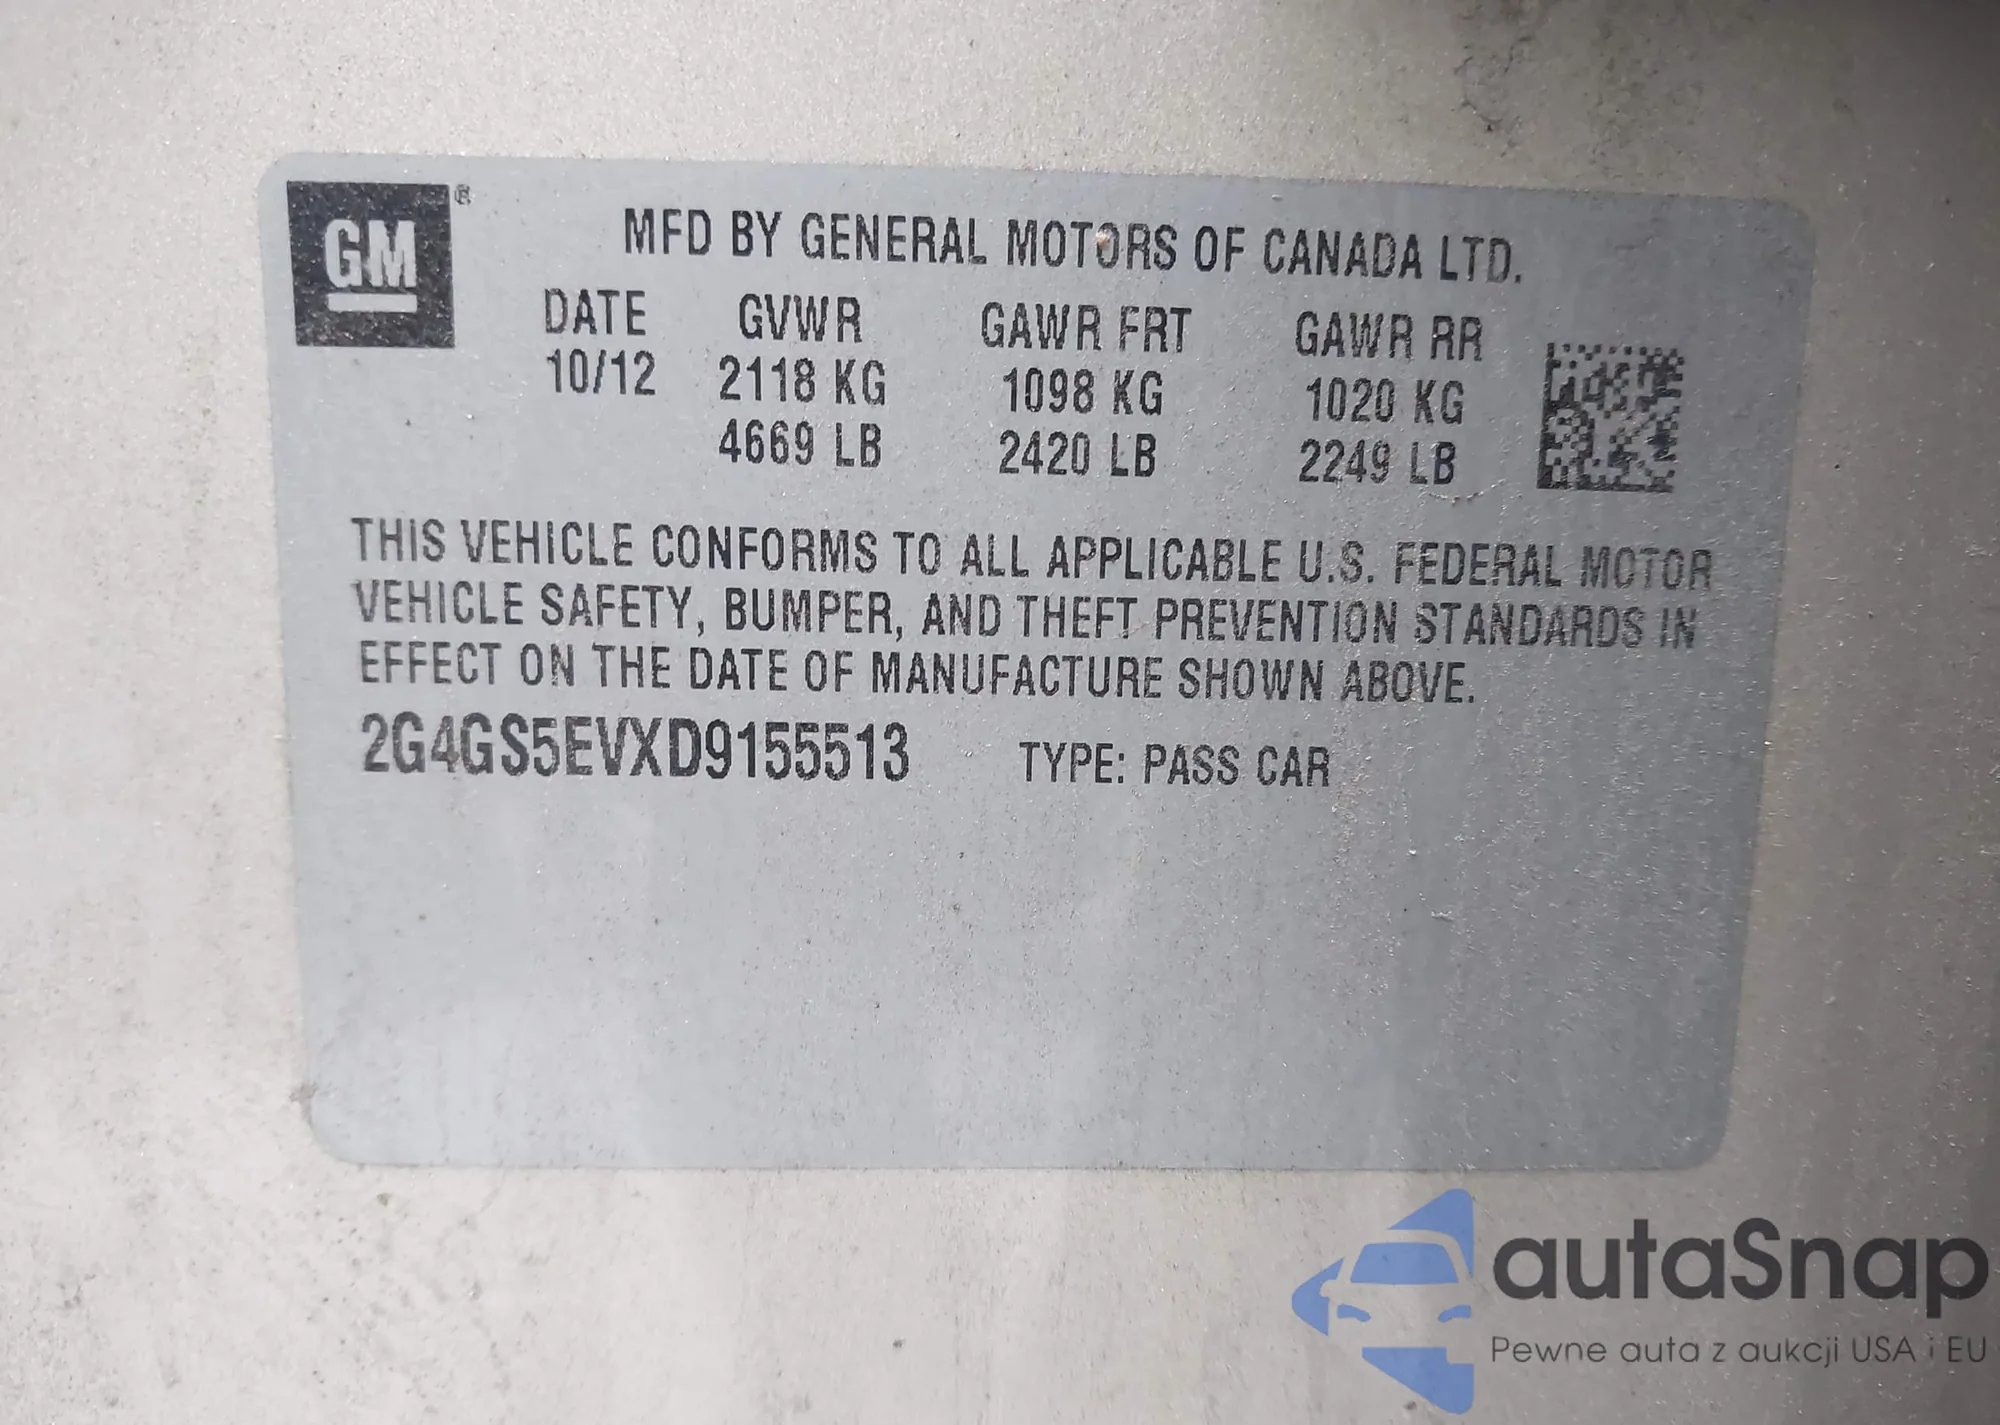 GM ®
MFD BY GENERAL MOTORS OF CANADA LTD.
DATE GVWR GAWR FRT GAWR RR
10/12 2118 KG 1098 KG 1020 KG
4669 LB 2420 LB 2249 LB
THIS VEHICLE CONFORMS TO ALL APPLICABLE U.S. FEDERAL MOTOR
VEHICLE SAFETY, BUMPER, AND THEFT PREVENTION STANDARDS IN
EFFECT ON THE DATE OF MANUFACTURE SHOWN ABOVE.
2G4GS5EVXD9155513 TYPE: PASS CAR
autaSnap
Pewne auta z aukcji USA i EU